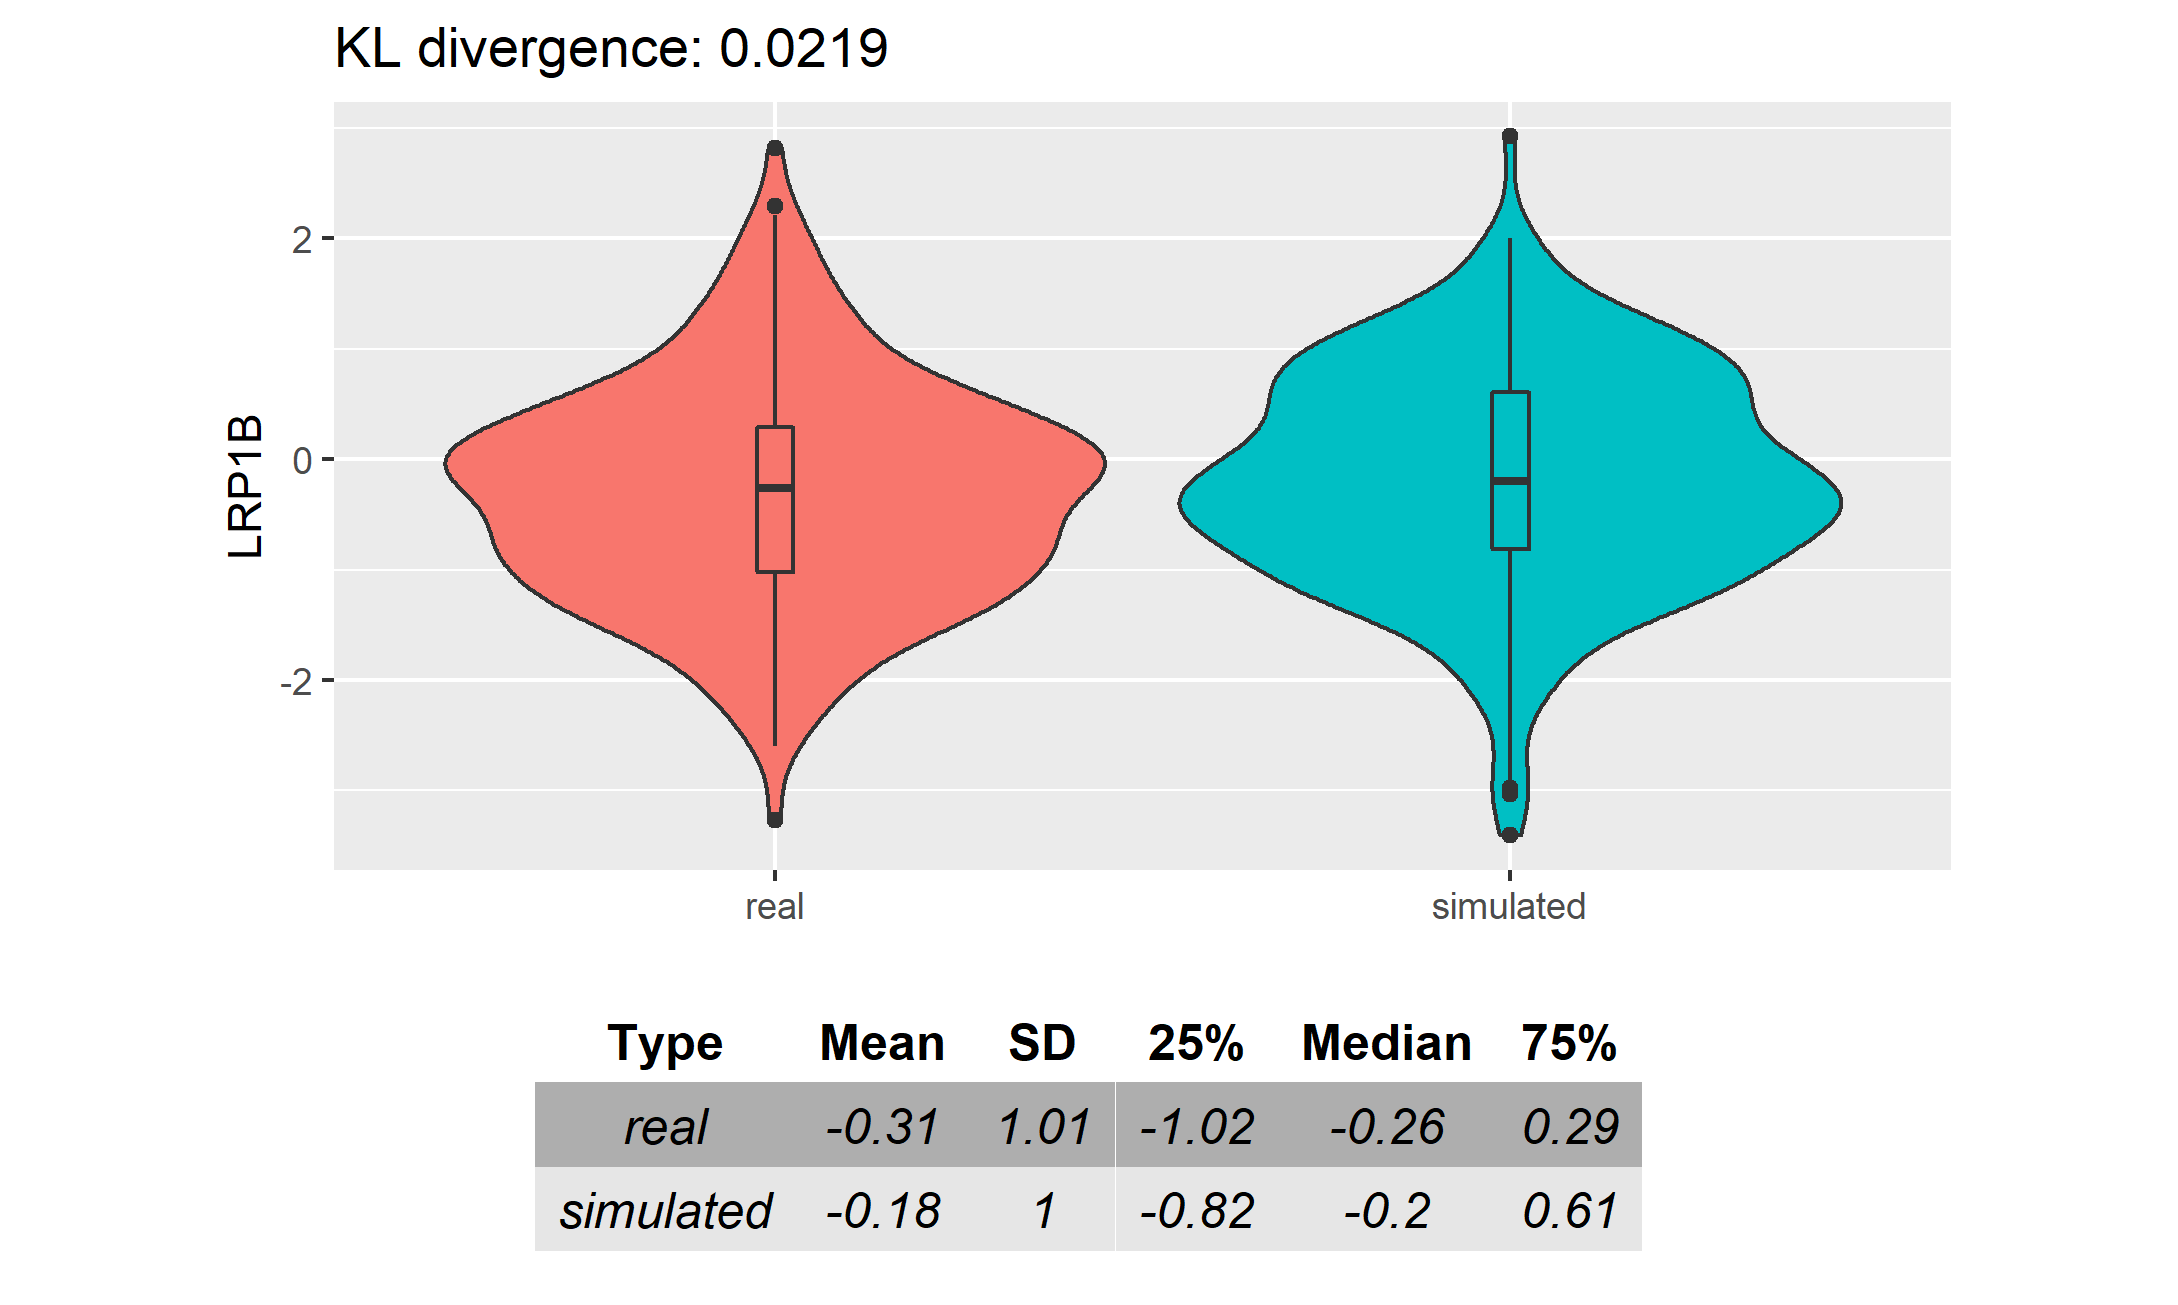 KL divergence: 0.0219
LRP1B
2
0
-2
real simulated
Type Mean SD 25% Median 75%
real -0.31 1.01 -1.02 -0.26 0.29
simulated -0.18 1 -0.82 -0.2 0.61